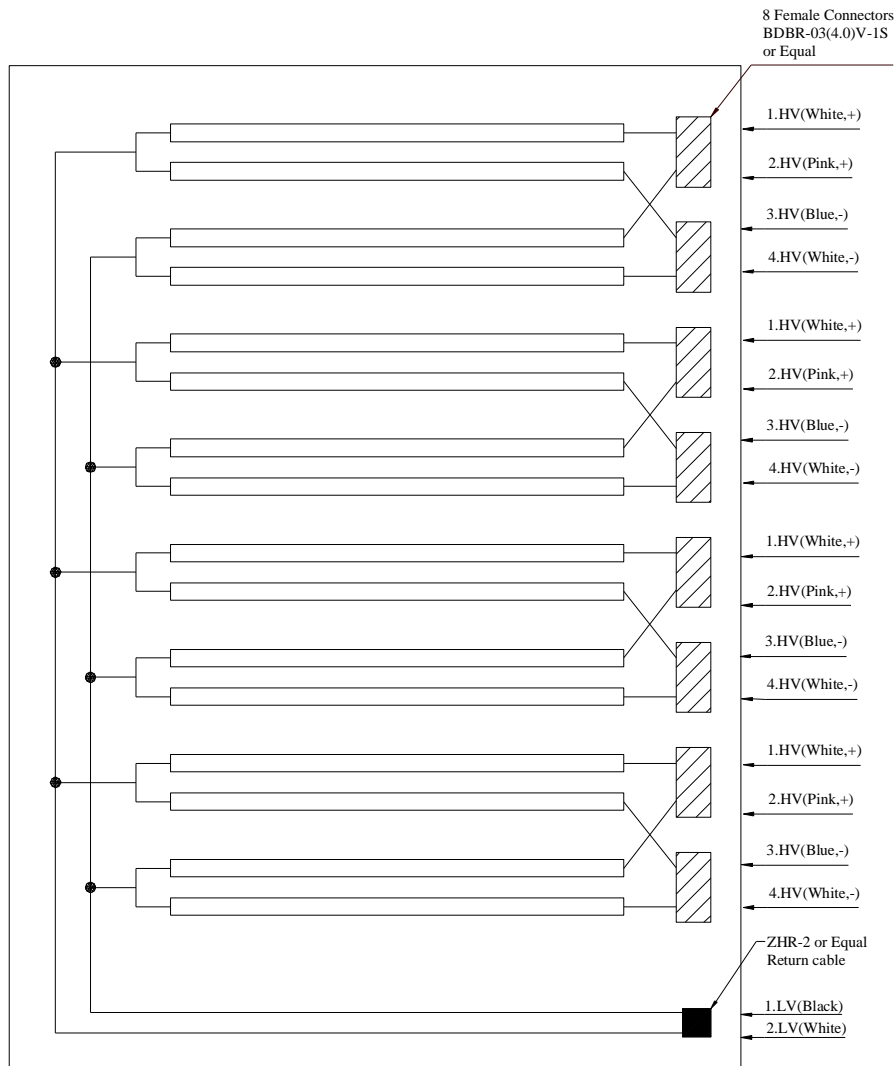 8 Female Connectors
BDBR-03(4.0)V-1S
or Equal
1.HV(White,+)
2.HV(Pink,+)
3.HV(Blue,-)
4.HV(White,-)
1.HV(White,+)
2.HV(Pink,+)
3.HV(Blue,-)
4.HV(White,-)
1.HV(White,+)
2.HV(Pink,+)
3.HV(Blue,-)
4.HV(White,-)
1.HV(White,+)
2.HV(Pink,+)
3.HV(Blue,-)
4.HV(White,-)
ZHR-2 or Equal
Return cable
1.LV(Black)
2.LV(White)